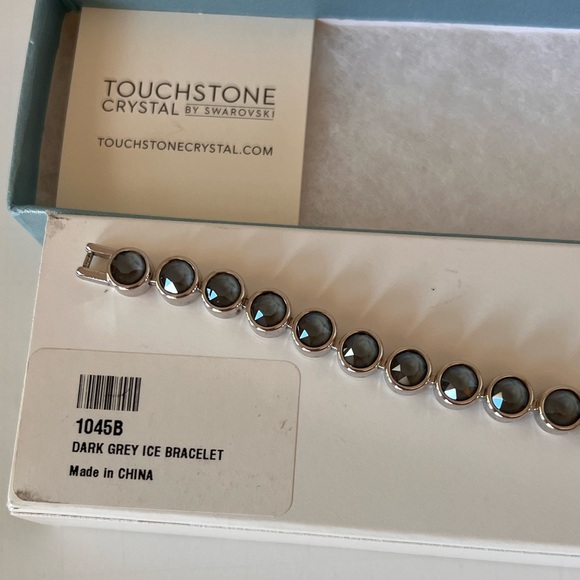 TOUCHSTONE
CRYSTAL BY SWAROVSKI
TOUCHSTONECRYSTAL.COM
1045B
DARK GREY ICE BRACELET
Made in CHINA